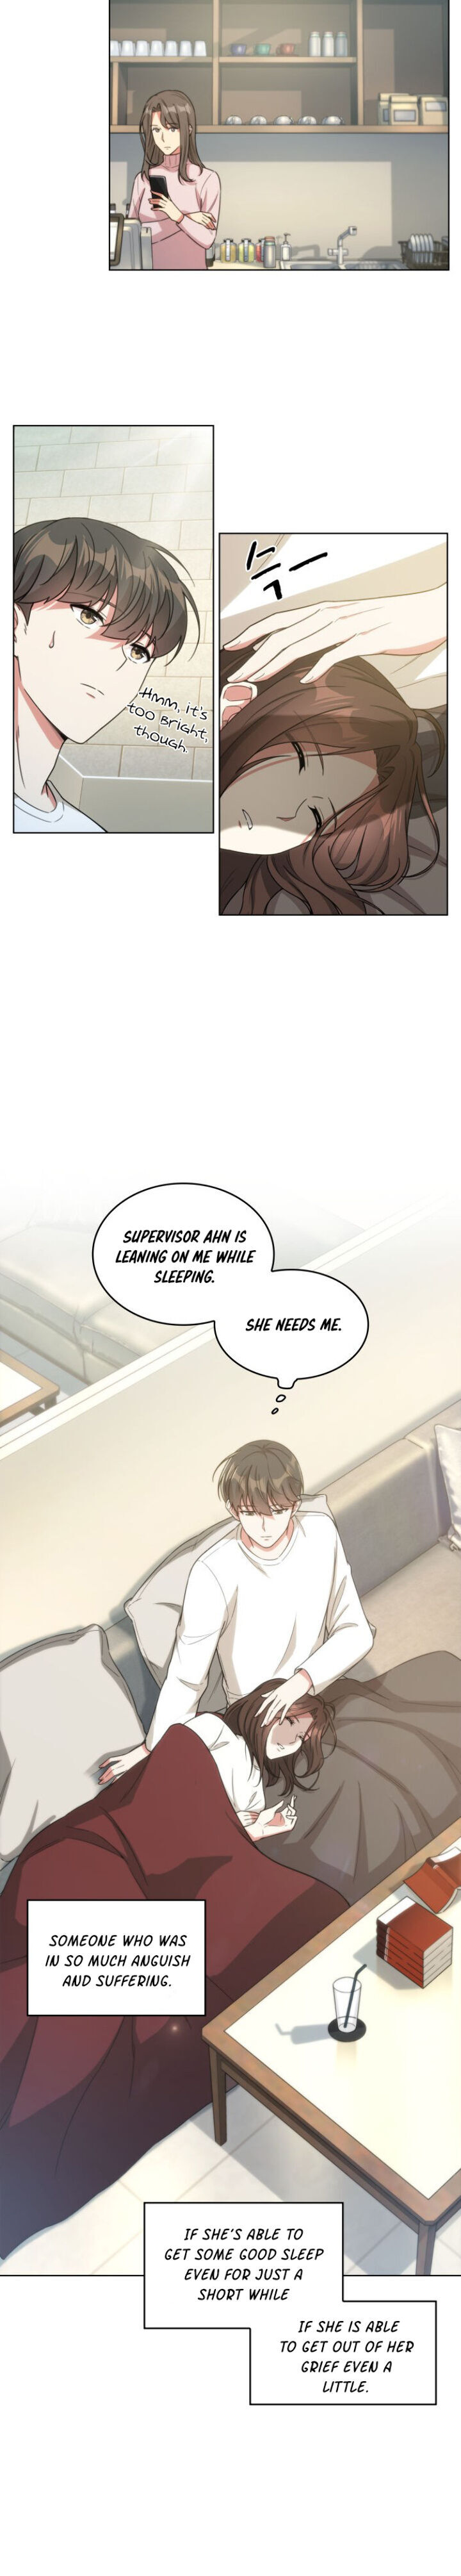 Hmm, it's
too bright,
though.
SUPERVISOR AHN IS
LEANING ON ME WHILE
SLEEPING.
SHE NEEDS ME.
SOMEONE WHO WAS
IN SO MUCH ANGUISH
AND SUFFERING.
IF SHE'S ABLE TO
GET SOME GOOD SLEEP
EVEN FOR JUST A
SHORT WHILE
IF SHE IS ABLE
TO GET OUT OF HER
GRIEF EVEN A
LITTLE.